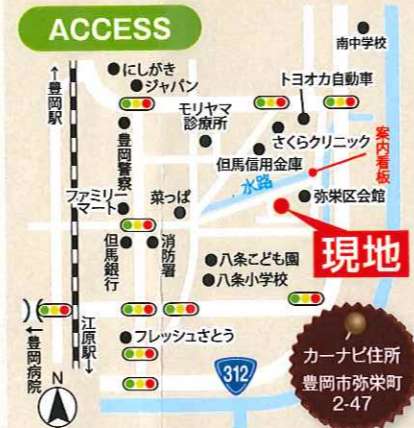 ACCESS
南中学校
にしがき
ジャパン
トヨオカ自動車
↑豊岡駅
モリヤマ
診療所
さくらクリニック
豊岡警察
但馬信用金庫
案内看板
水路
ファミリー
マート
菜っぱ
弥栄区会館
現地
但馬銀行
消防署
八条こども園
八条小学校
江原駅↓
←豊岡病院
フレッシュさとう
312
N
カーナビ住所
豊岡市弥栄町
2-47